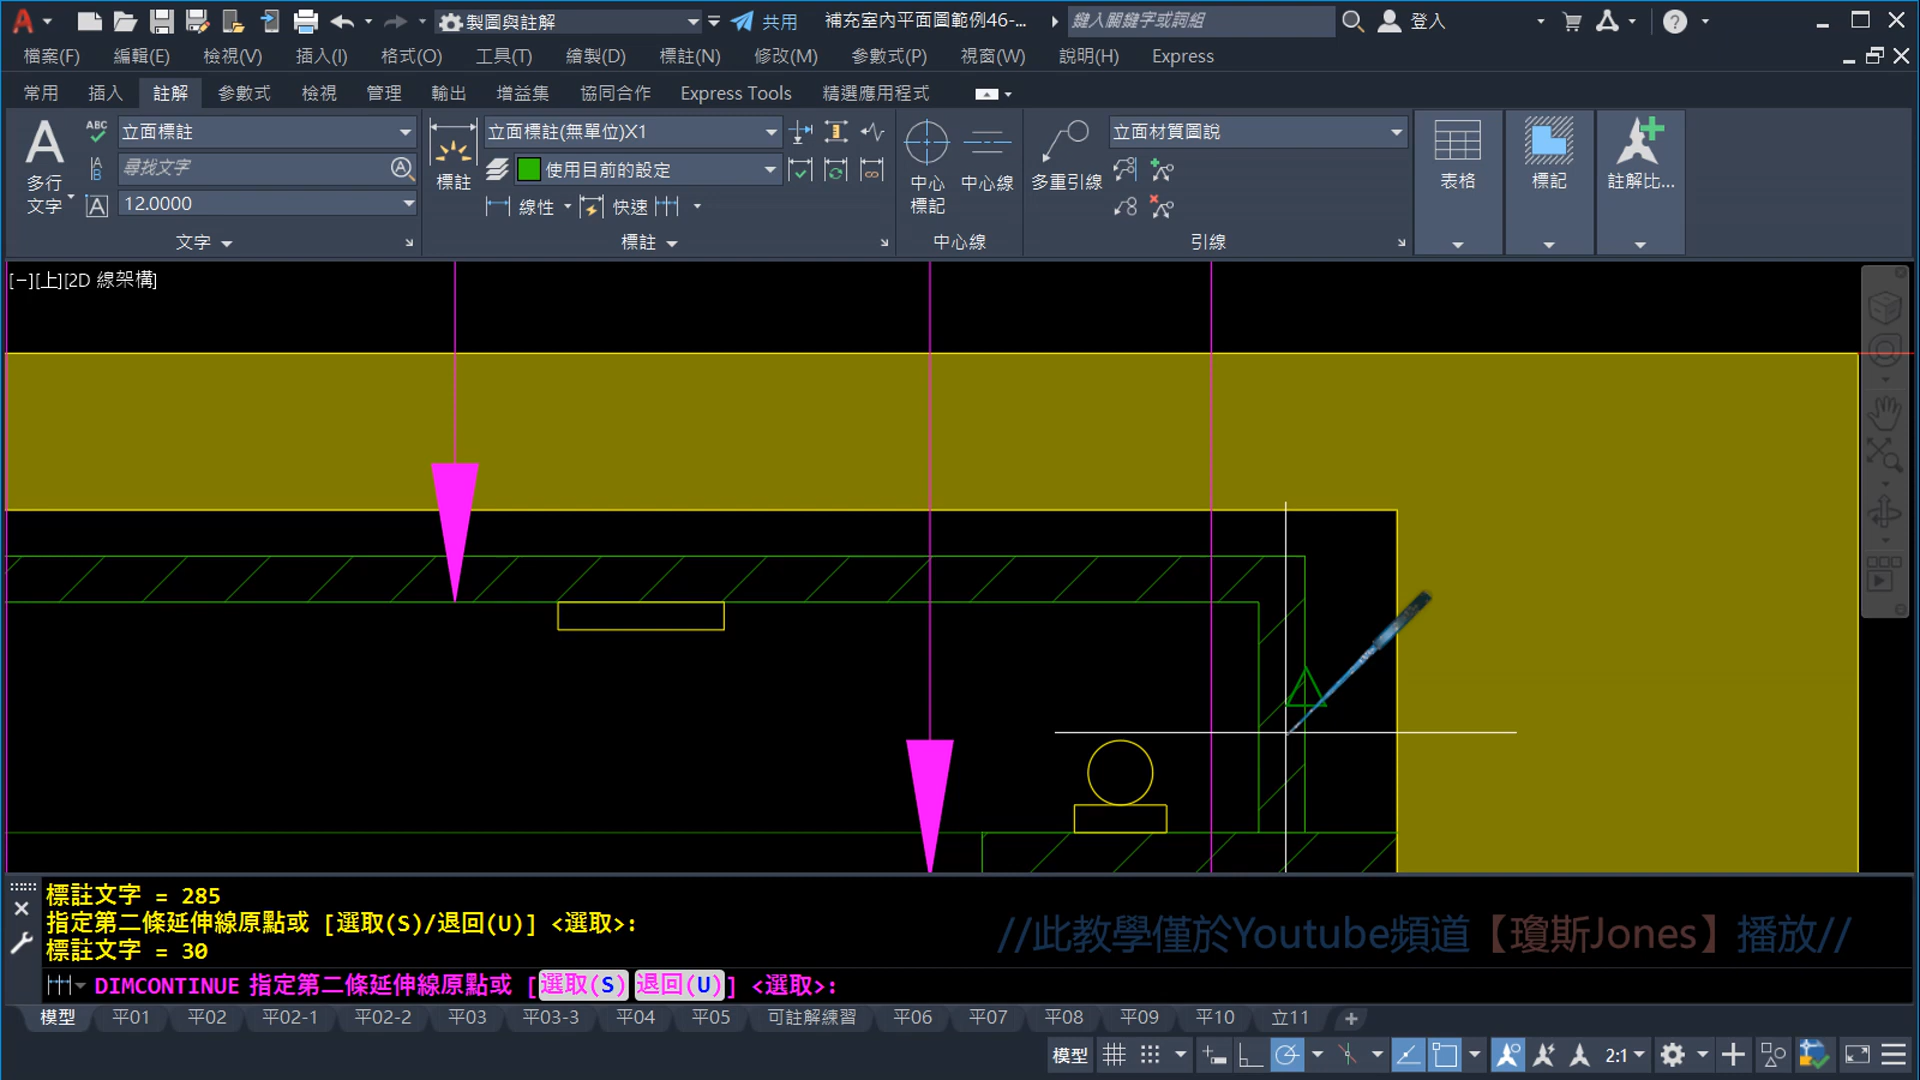 製圖與註解
共用
補充室內平面圖範例46-...
鍵入關鍵字或詞組
登入
檔案(F) 編輯(E) 檢視(V) 插入(I) 格式(O) 工具(T) 繪製(D) 標註(N) 修改(M) 參數式(P) 視窗(W) 說明(H) Express
常用 插入 註解 參數式 檢視 管理 輸出 增益集 協同合作 Express Tools 精選應用程式
A 多行文字
ABC
立面標註
尋找文字
12.0000
文字
標註
立面標註(無單位)X1
使用目前的設定
線性 快速
標註
中心標記
中心線
中心線
多重引線
立面材質圖說
引線
表格
標記
註解比...
[−][上][2D 線架構]
標註文字 = 285
指定第二條延伸線原點或 [選取(S)/退回(U)] <選取>:
標註文字 = 30
DIMCONTINUE 指定第二條延伸線原點或 [選取(S) 退回(U)] <選取>:
//此教學僅於Youtube頻道【瓊斯Jones】播放//
模型 平01 平02 平02-1 平02-2 平03 平03-3 平04 平05 可註解練習 平06 平07 平08 平09 平10 立11
模型
2:1